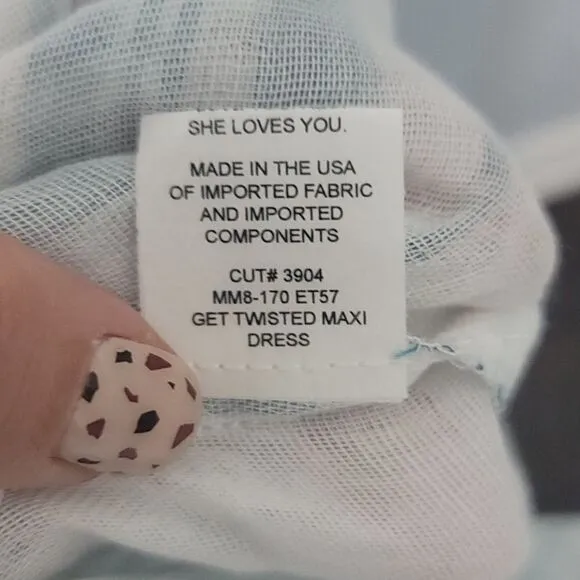 SHE LOVES YOU.
MADE IN THE USA
OF IMPORTED FABRIC
AND IMPORTED
COMPONENTS
CUT# 3904
MM8-170 ET57
GET TWISTED MAXI
DRESS